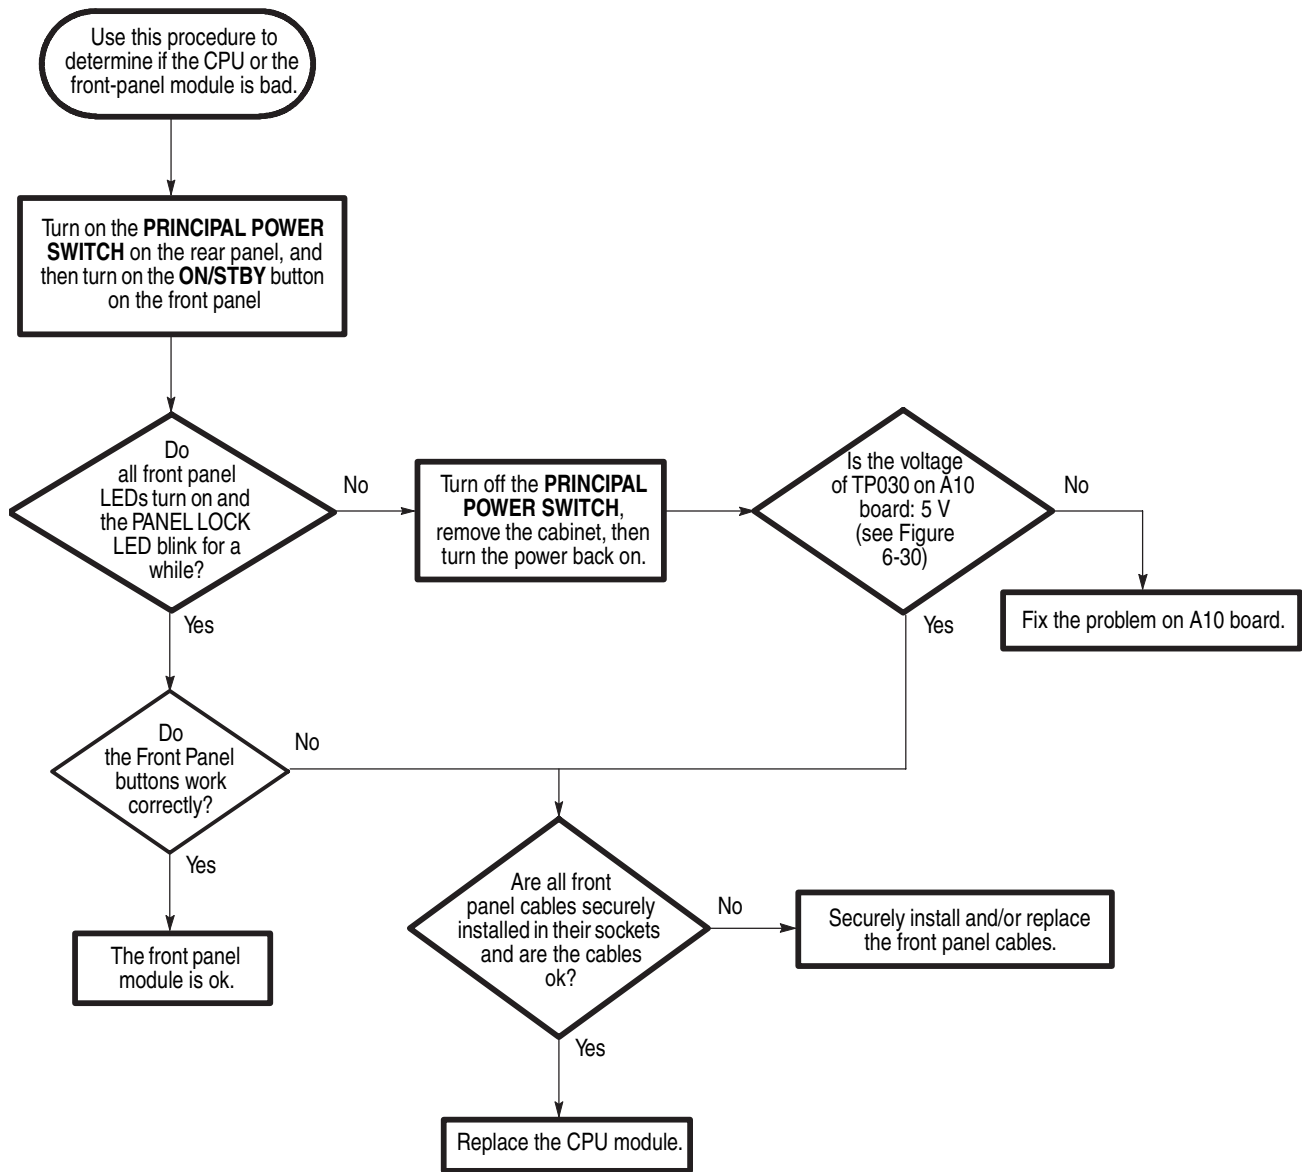 Use this procedure to
determine if the CPU or the
front-panel module is bad.
Turn on the PRINCIPAL POWER
SWITCH on the rear panel, and
then turn on the ON/STBY button
on the front panel
Do
all front panel
LEDs turn on and
the PANEL LOCK
LED blink for a
while?
No
Turn off the PRINCIPAL
POWER SWITCH,
remove the cabinet, then
turn the power back on.
Is the voltage
of TP030 on A10
board: 5 V
(see Figure
6-30)
No
Fix the problem on A10 board.
Yes
Yes
Do
the Front Panel
buttons work
correctly?
No
Yes
The front panel
module is ok.
Are all front
panel cables securely
installed in their sockets
and are the cables
ok?
No
Securely install and/or replace
the front panel cables.
Yes
Replace the CPU module.